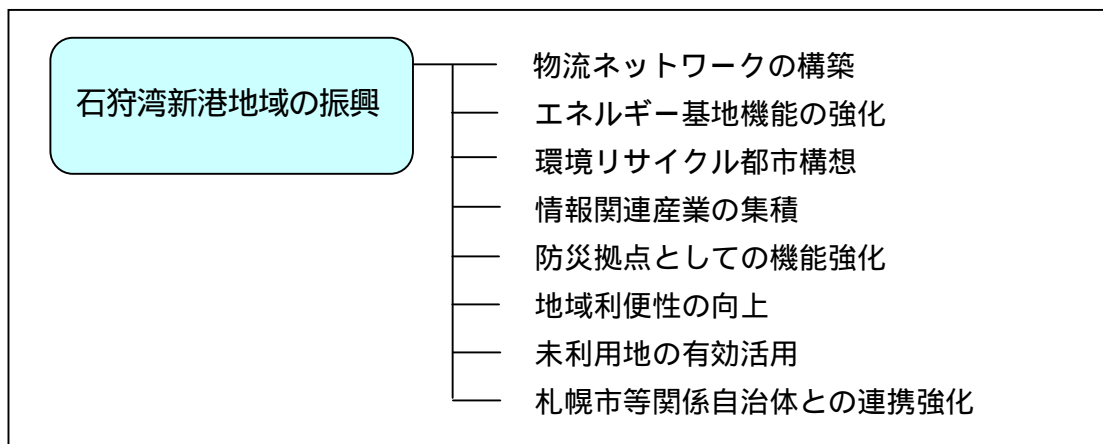 石狩湾新港地域の振興
物流ネットワークの構築
エネルギー基地機能の強化
環境リサイクル都市構想
情報関連産業の集積
防災拠点としての機能強化
地域利便性の向上
未利用地の有効活用
札幌市等関係自治体との連携強化